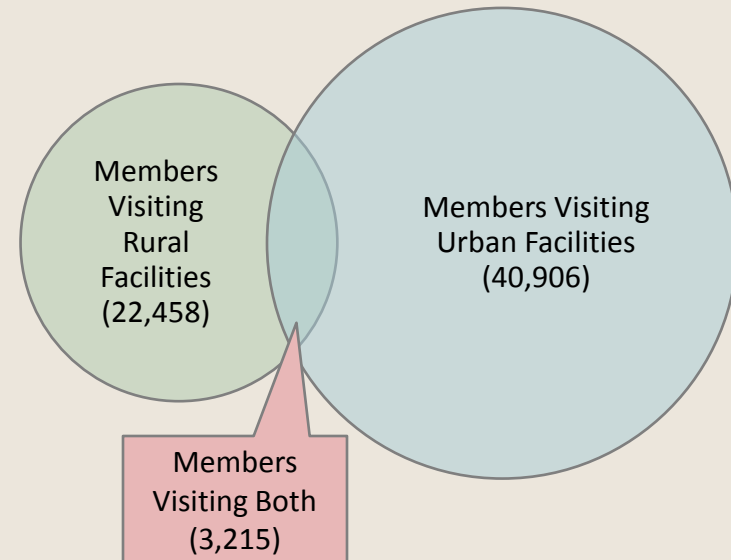 Members
Visiting
Rural
Facilities
(22,458)
Members Visiting
Urban Facilities
(40,906)
Members
Visiting Both
(3,215)